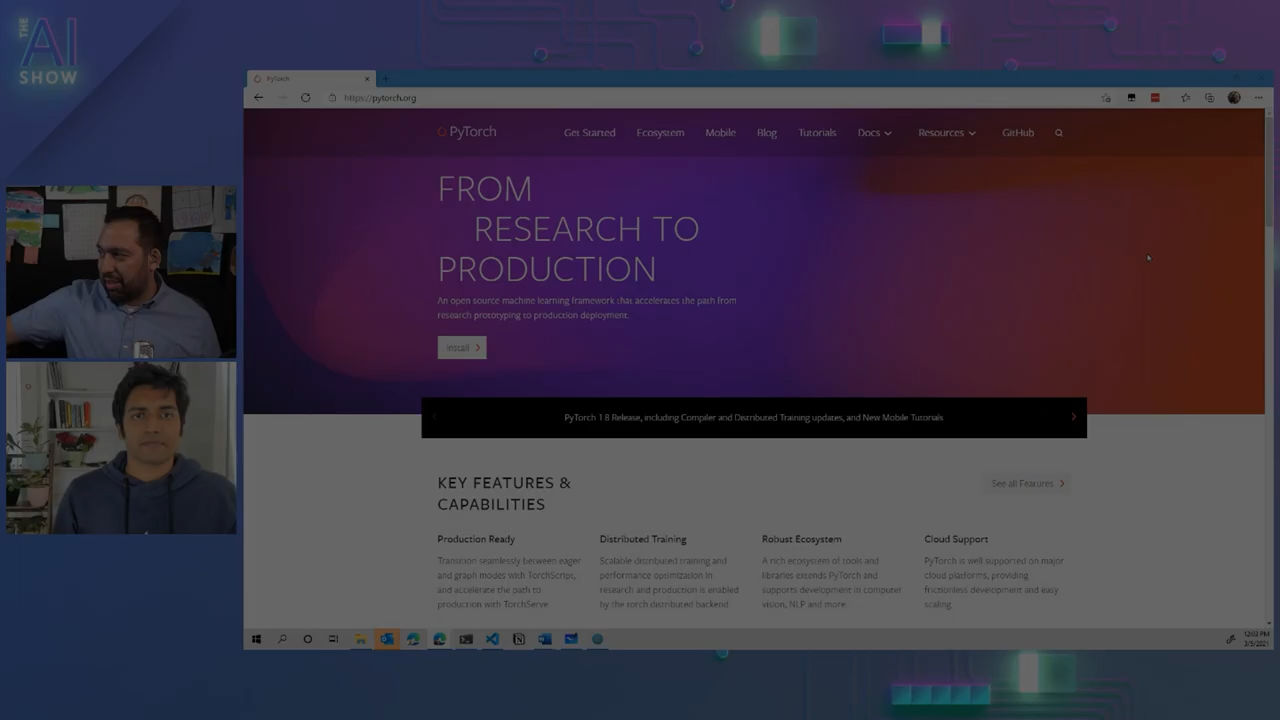 THE
AI
SHOW
PyTorch
https://pytorch.org
PyTorch
Get Started
Ecosystem
Mobile
Blog
Tutorials
Docs
Resources
GitHub
FROM
RESEARCH TO
PRODUCTION
An open source machine learning framework that accelerates the path from
research prototyping to production deployment.
Install
PyTorch 1.8 Release, including Compiler and Distributed Training updates, and New Mobile Tutorials
KEY FEATURES &
CAPABILITIES
See all Features
Production Ready
Transition seamlessly between eager
and graph modes with TorchScript,
and accelerate the path to
production with TorchServe.
Distributed Training
Scalable distributed training and
performance optimization in
research and production is enabled
by the torch.distributed backend.
Robust Ecosystem
A rich ecosystem of tools and
libraries extends PyTorch and
supports development in computer
vision, NLP and more.
Cloud Support
PyTorch is well supported on major
cloud platforms, providing
frictionless development and easy
scaling.
12:03 PM
3/5/2021